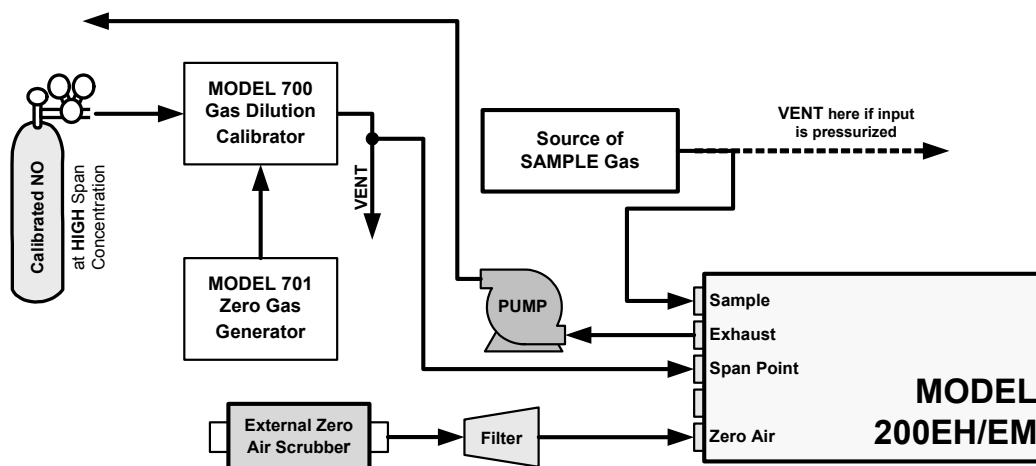 MODEL 700
Gas Dilution
Calibrator
Source of
SAMPLE Gas
VENT here if input
is pressurized
Calibrated NO
at HIGH Span
Concentration
VENT
MODEL 701
Zero Gas
Generator
PUMP
Sample
Exhaust
Span Point
Zero Air
MODEL
200EH/EM
External Zero
Air Scrubber
Filter